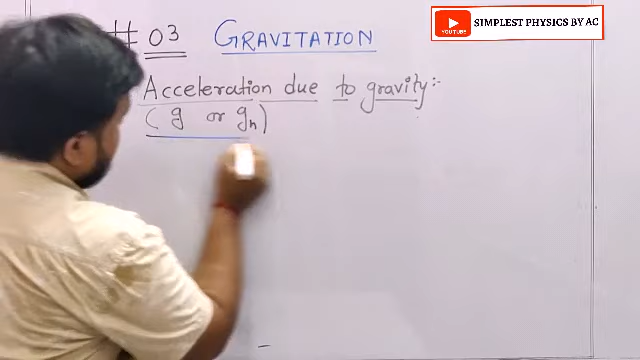 # 03 GRAVITATION
Acceleration due to gravity:-
(g or gₕ)
SIMPLEST PHYSICS BY AC
YOUTUBE